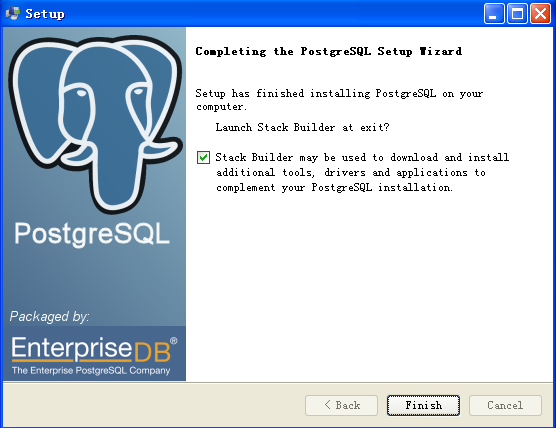 Setup
Completing the PostgreSQL Setup Wizard
Setup has finished installing PostgreSQL on your
computer.
Launch Stack Builder at exit?
Stack Builder may be used to download and install
additional tools, drivers and applications to
complement your PostgreSQL installation.
PostgreSQL
Packaged by:
EnterpriseDB®
The Enterprise PostgreSQL Company
< Back
Finish
Cancel